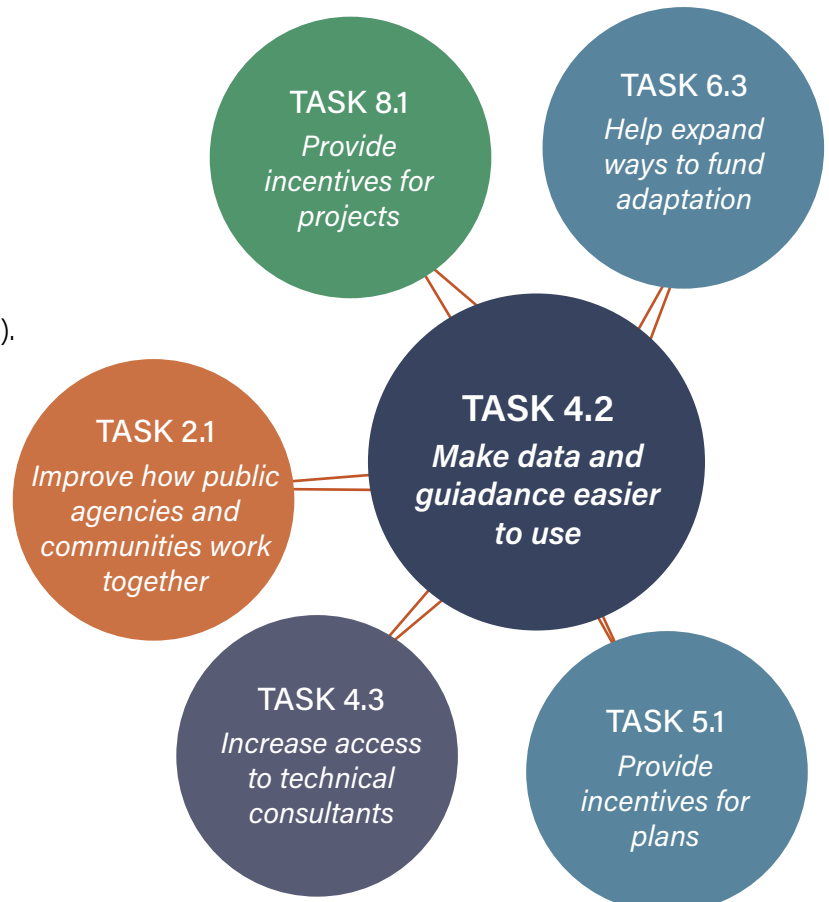 TASK 8.1
Provide
incentives for
projects
TASK 6.3
Help expand
ways to fund
adaptation
).
TASK 4.2
Make data and
guiadance easier
to use
TASK 2.1
Improve how public
agencies and
communities work
together
TASK 4.3
Increase access
to technical
consultants
TASK 5.1
Provide
incentives for
plans